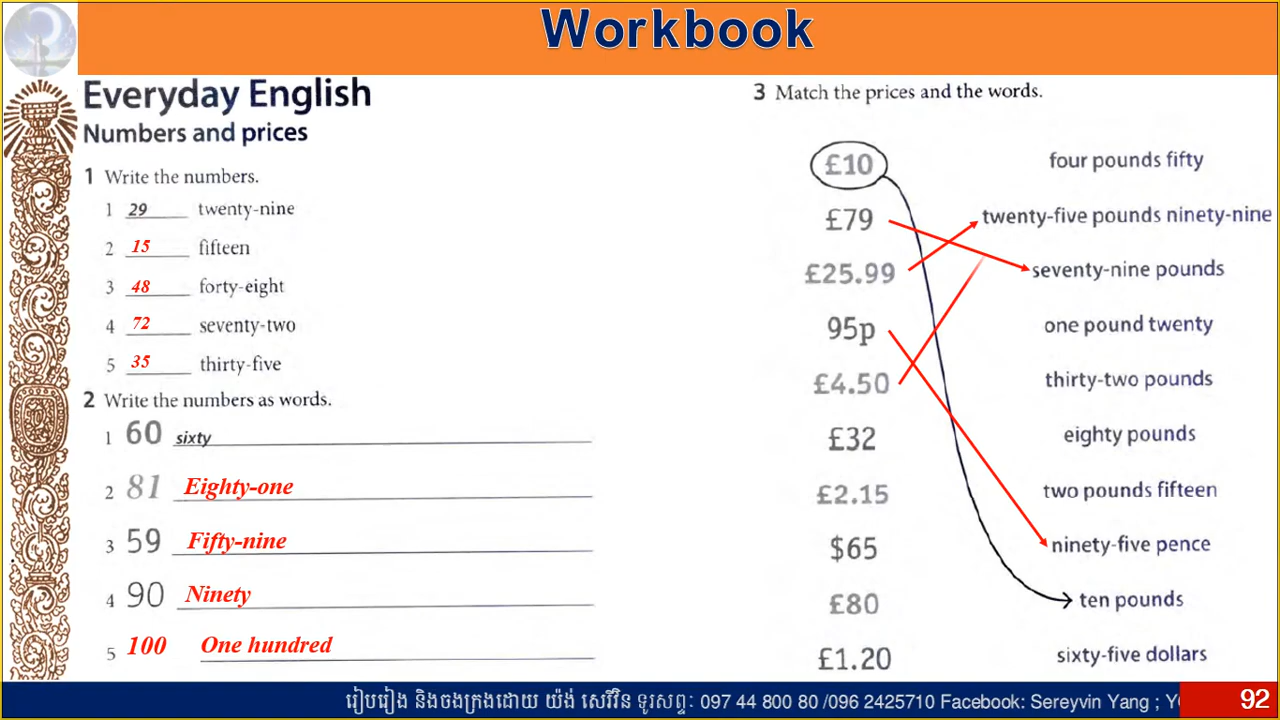 Workbook
Everyday English
Numbers and prices
1 Write the numbers.
1 29 twenty-nine
2 15 fifteen
3 48 forty-eight
4 72 seventy-two
5 35 thirty-five
2 Write the numbers as words.
1 60 sixty
2 81 Eighty-one
3 59 Fifty-nine
4 90 Ninety
5 100 One hundred
3 Match the prices and the words.
£10 four pounds fifty
£79 twenty-five pounds ninety-nine
£25.99 seventy-nine pounds
95p one pound twenty
£4.50 thirty-two pounds
£32 eighty pounds
£2.15 two pounds fifteen
$65 ninety-five pence
£80 ten pounds
£1.20 sixty-five dollars
រៀបរៀង និងចងក្រងដោយ យ៉ង់ សេរីវិន ទូរសព្ទៈ 097 44 800 80 /096 2425710 Facebook: Sereyvin Yang ;
92